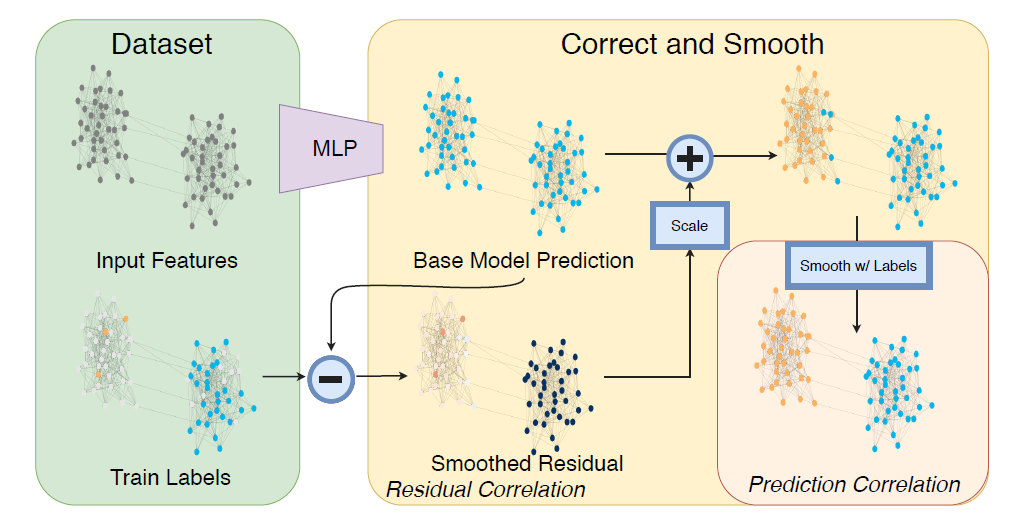 Dataset
Correct and Smooth
MLP
+
Scale
Input Features
Base Model Prediction
Smooth w/ Labels
−
Train Labels
Smoothed Residual
Residual Correlation
Prediction Correlation